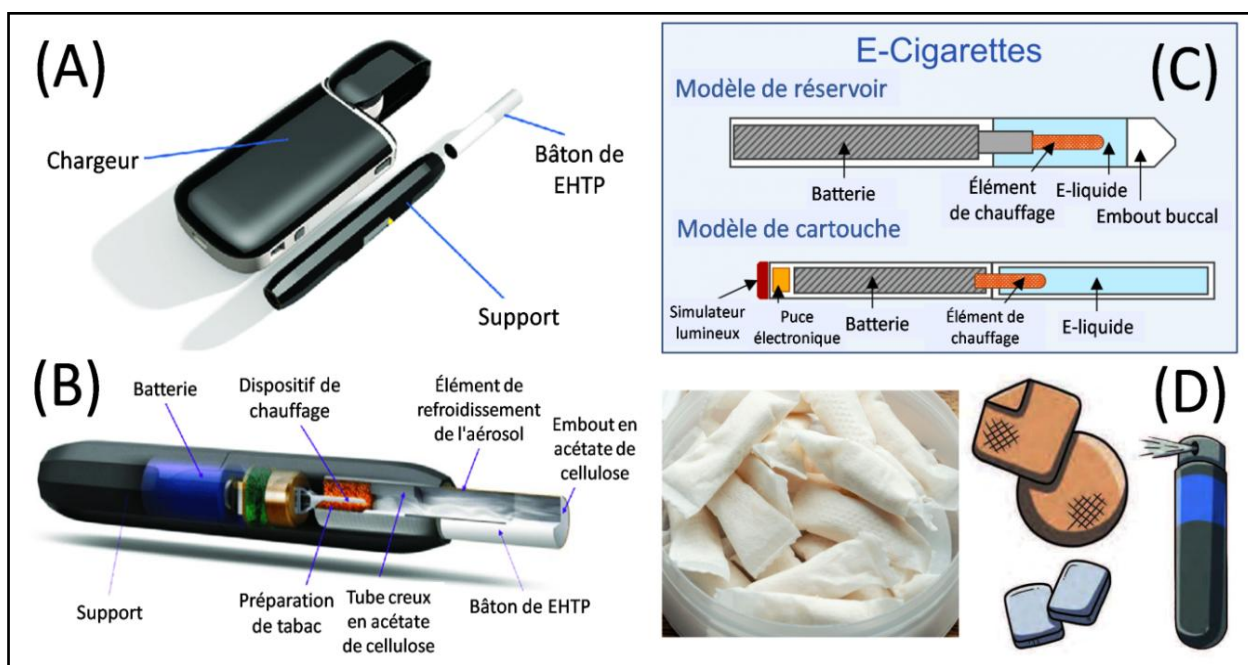 (A)
Chargeur
Bâton de
EHTP
Support
(B)
Batterie
Dispositif de
chauffage
Élément de
refroidissement
de l'aérosol
Embout en
acétate de
cellulose
Support
Préparation
de tabac
Tube creux
en acétate
de cellulose
Bâton de EHTP
E-Cigarettes
(C)
Modèle de réservoir
Batterie
Élément
de chauffage
E-liquide
Embout buccal
Modèle de cartouche
Simulateur
lumineux
Puce
électronique
Batterie
Élément de
chauffage
E-liquide
(D)